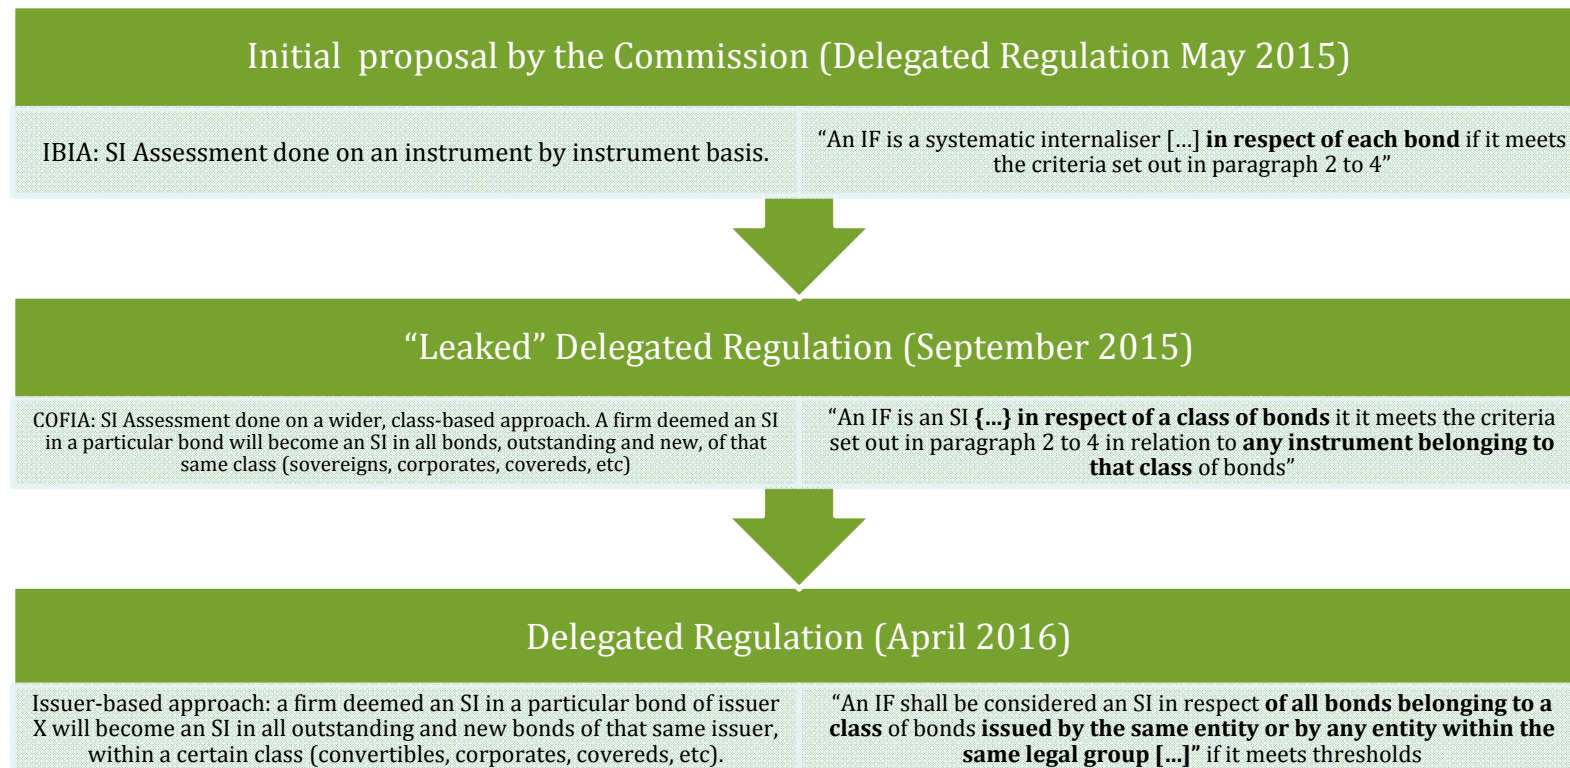 Initial  proposal by the Commission (Delegated Regulation May 2015)
IBIA: SI Assessment done on an instrument by instrument basis.
“An IF is a systematic internaliser […] in respect of each bond if it meets
the criteria set out in paragraph 2 to 4”
“Leaked” Delegated Regulation (September 2015)
COFIA: SI Assessment done on a wider, class-based approach. A firm deemed an SI
in a particular bond will become an SI in all bonds, outstanding and new, of that
same class (sovereigns, corporates, covereds, etc)
“An IF is an SI {…} in respect of a class of bonds it it meets the criteria
set out in paragraph 2 to 4 in relation to any instrument belonging to
that class of bonds”
Delegated Regulation (April 2016)
Issuer-based approach: a firm deemed an SI in a particular bond of issuer
X will become an SI in all outstanding and new bonds of that same issuer,
within a certain class (convertibles, corporates, covereds, etc).
“An IF shall be considered an SI in respect of all bonds belonging to a
class of bonds issued by the same entity or by any entity within the
same legal group […]” if it meets thresholds